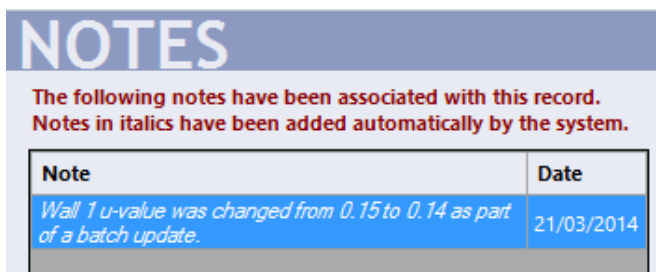 NOTES
The following notes have been associated with this record.
Notes in italics have been added automatically by the system.
Note Date
Wall 1 u-value was changed from 0.15 to 0.14 as part
of a batch update.
21/03/2014